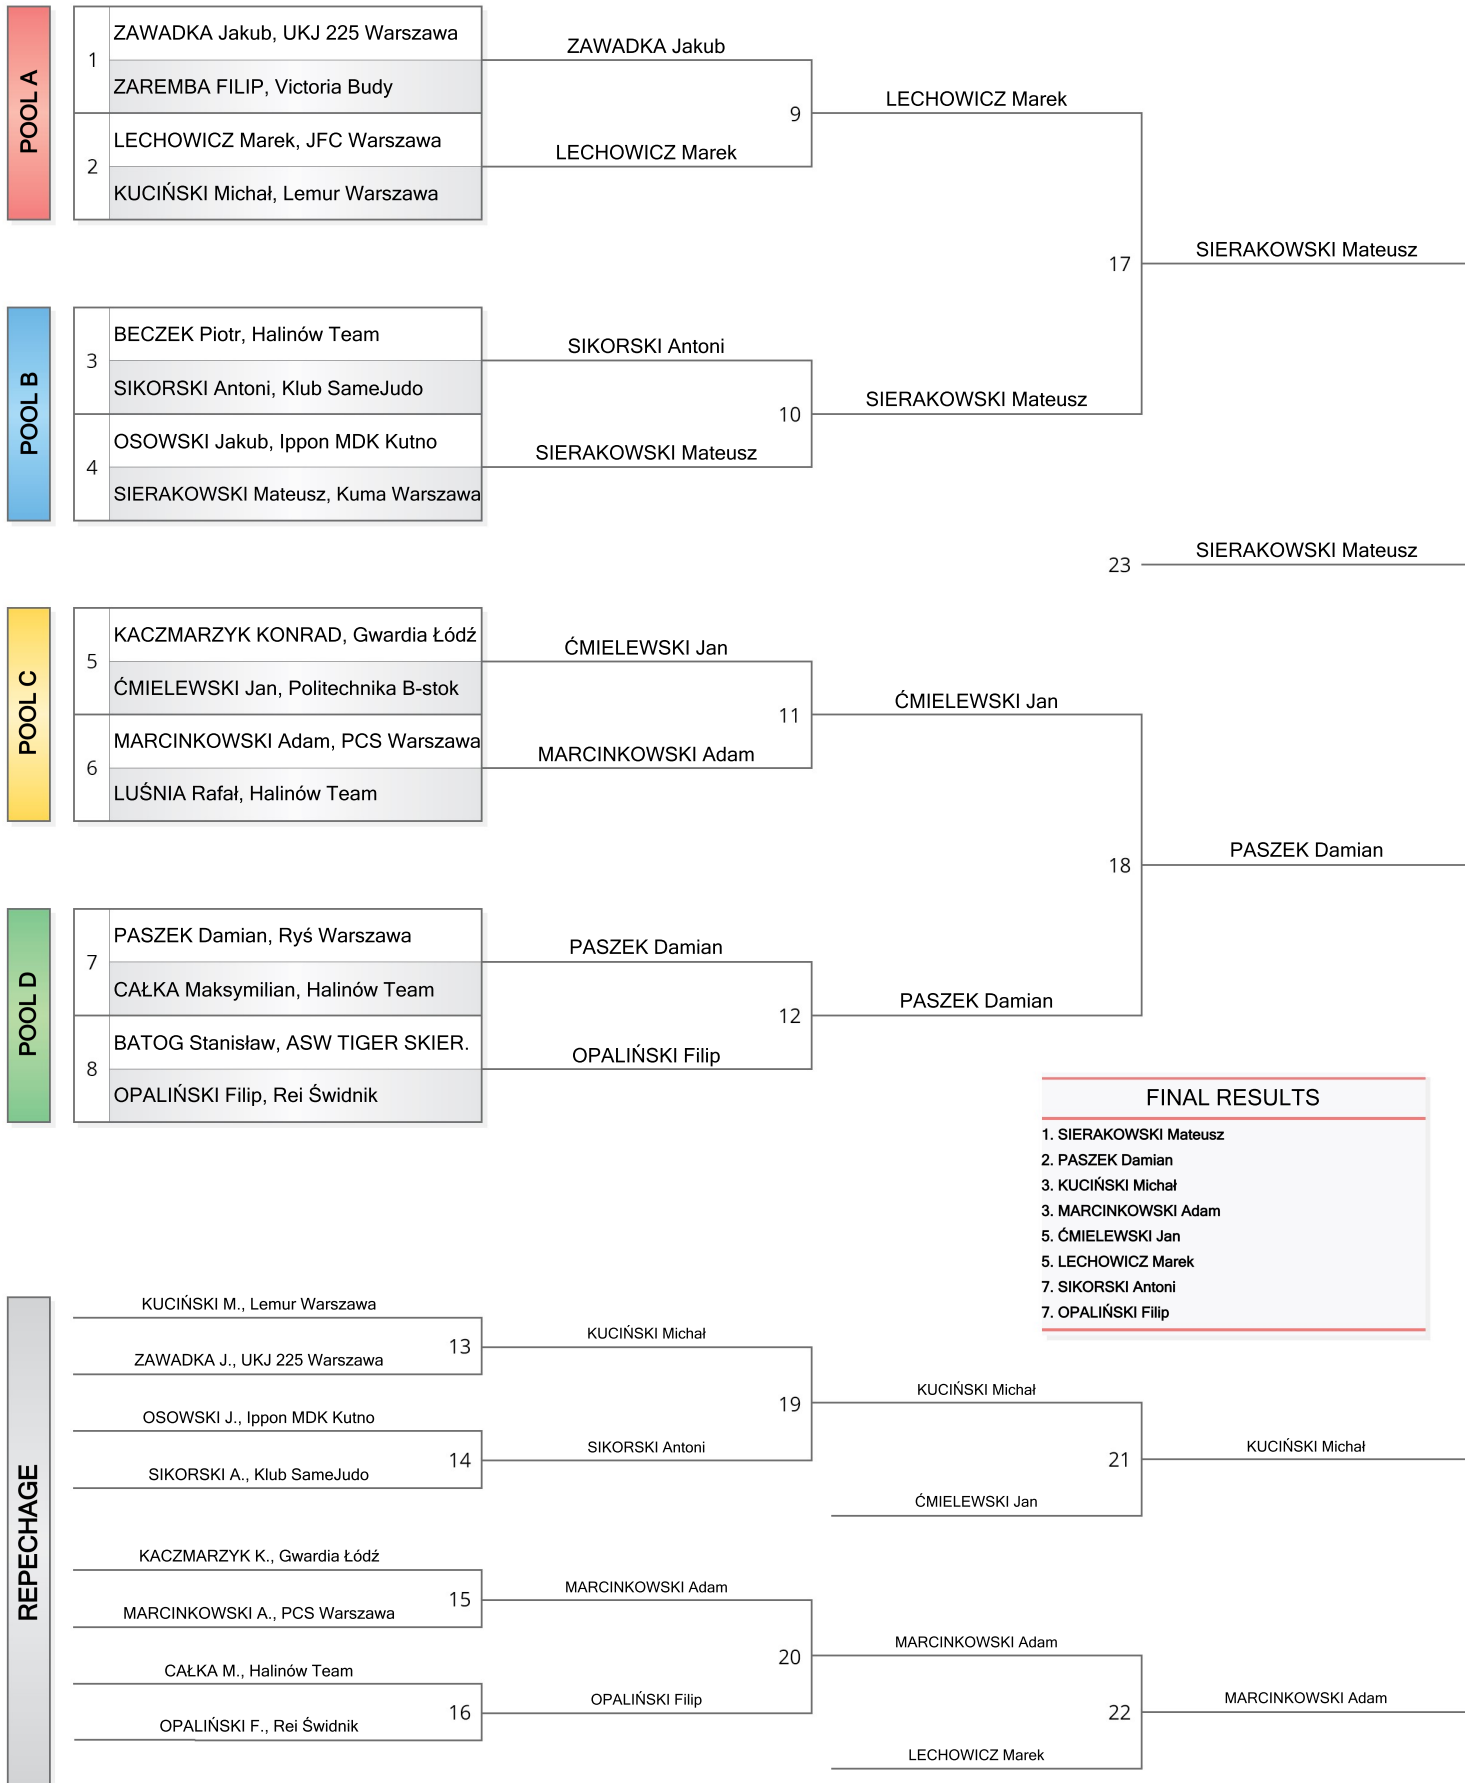 POOL A
1
ZAWADKA Jakub, UKJ 225 Warszawa
ZAREMBA FILIP, Victoria Budy
2
LECHOWICZ Marek, JFC Warszawa
KUCIŃSKI Michał, Lemur Warszawa
ZAWADKA Jakub
LECHOWICZ Marek
9
LECHOWICZ Marek
POOL B
3
BECZEK Piotr, Halinów Team
SIKORSKI Antoni, Klub SameJudo
4
OSOWSKI Jakub, Ippon MDK Kutno
SIERAKOWSKI Mateusz, Kuma Warszawa
SIKORSKI Antoni
SIERAKOWSKI Mateusz
10
SIERAKOWSKI Mateusz
17
SIERAKOWSKI Mateusz
23
SIERAKOWSKI Mateusz
POOL C
5
KACZMARZYK KONRAD, Gwardia Łódź
ĆMIELEWSKI Jan, Politechnika B-stok
6
MARCINKOWSKI Adam, PCS Warszawa
LUŚNIA Rafał, Halinów Team
ĆMIELEWSKI Jan
MARCINKOWSKI Adam
11
ĆMIELEWSKI Jan
POOL D
7
PASZEK Damian, Ryś Warszawa
CAŁKA Maksymilian, Halinów Team
8
BATOG Stanisław, ASW TIGER SKIER.
OPALIŃSKI Filip, Rei Świdnik
PASZEK Damian
OPALIŃSKI Filip
12
PASZEK Damian
18
PASZEK Damian
FINAL RESULTS
1. SIERAKOWSKI Mateusz
2. PASZEK Damian
3. KUCIŃSKI Michał
3. MARCINKOWSKI Adam
5. ĆMIELEWSKI Jan
5. LECHOWICZ Marek
7. SIKORSKI Antoni
7. OPALIŃSKI Filip
REPECHAGE
KUCIŃSKI M., Lemur Warszawa
ZAWADKA J., UKJ 225 Warszawa
13
KUCIŃSKI Michał
OSOWSKI J., Ippon MDK Kutno
SIKORSKI A., Klub SameJudo
14
SIKORSKI Antoni
19
KUCIŃSKI Michał
ĆMIELEWSKI Jan
21
KUCIŃSKI Michał
KACZMARZYK K., Gwardia Łódź
MARCINKOWSKI A., PCS Warszawa
15
MARCINKOWSKI Adam
CAŁKA M., Halinów Team
OPALIŃSKI F., Rei Świdnik
16
OPALIŃSKI Filip
20
MARCINKOWSKI Adam
LECHOWICZ Marek
22
MARCINKOWSKI Adam